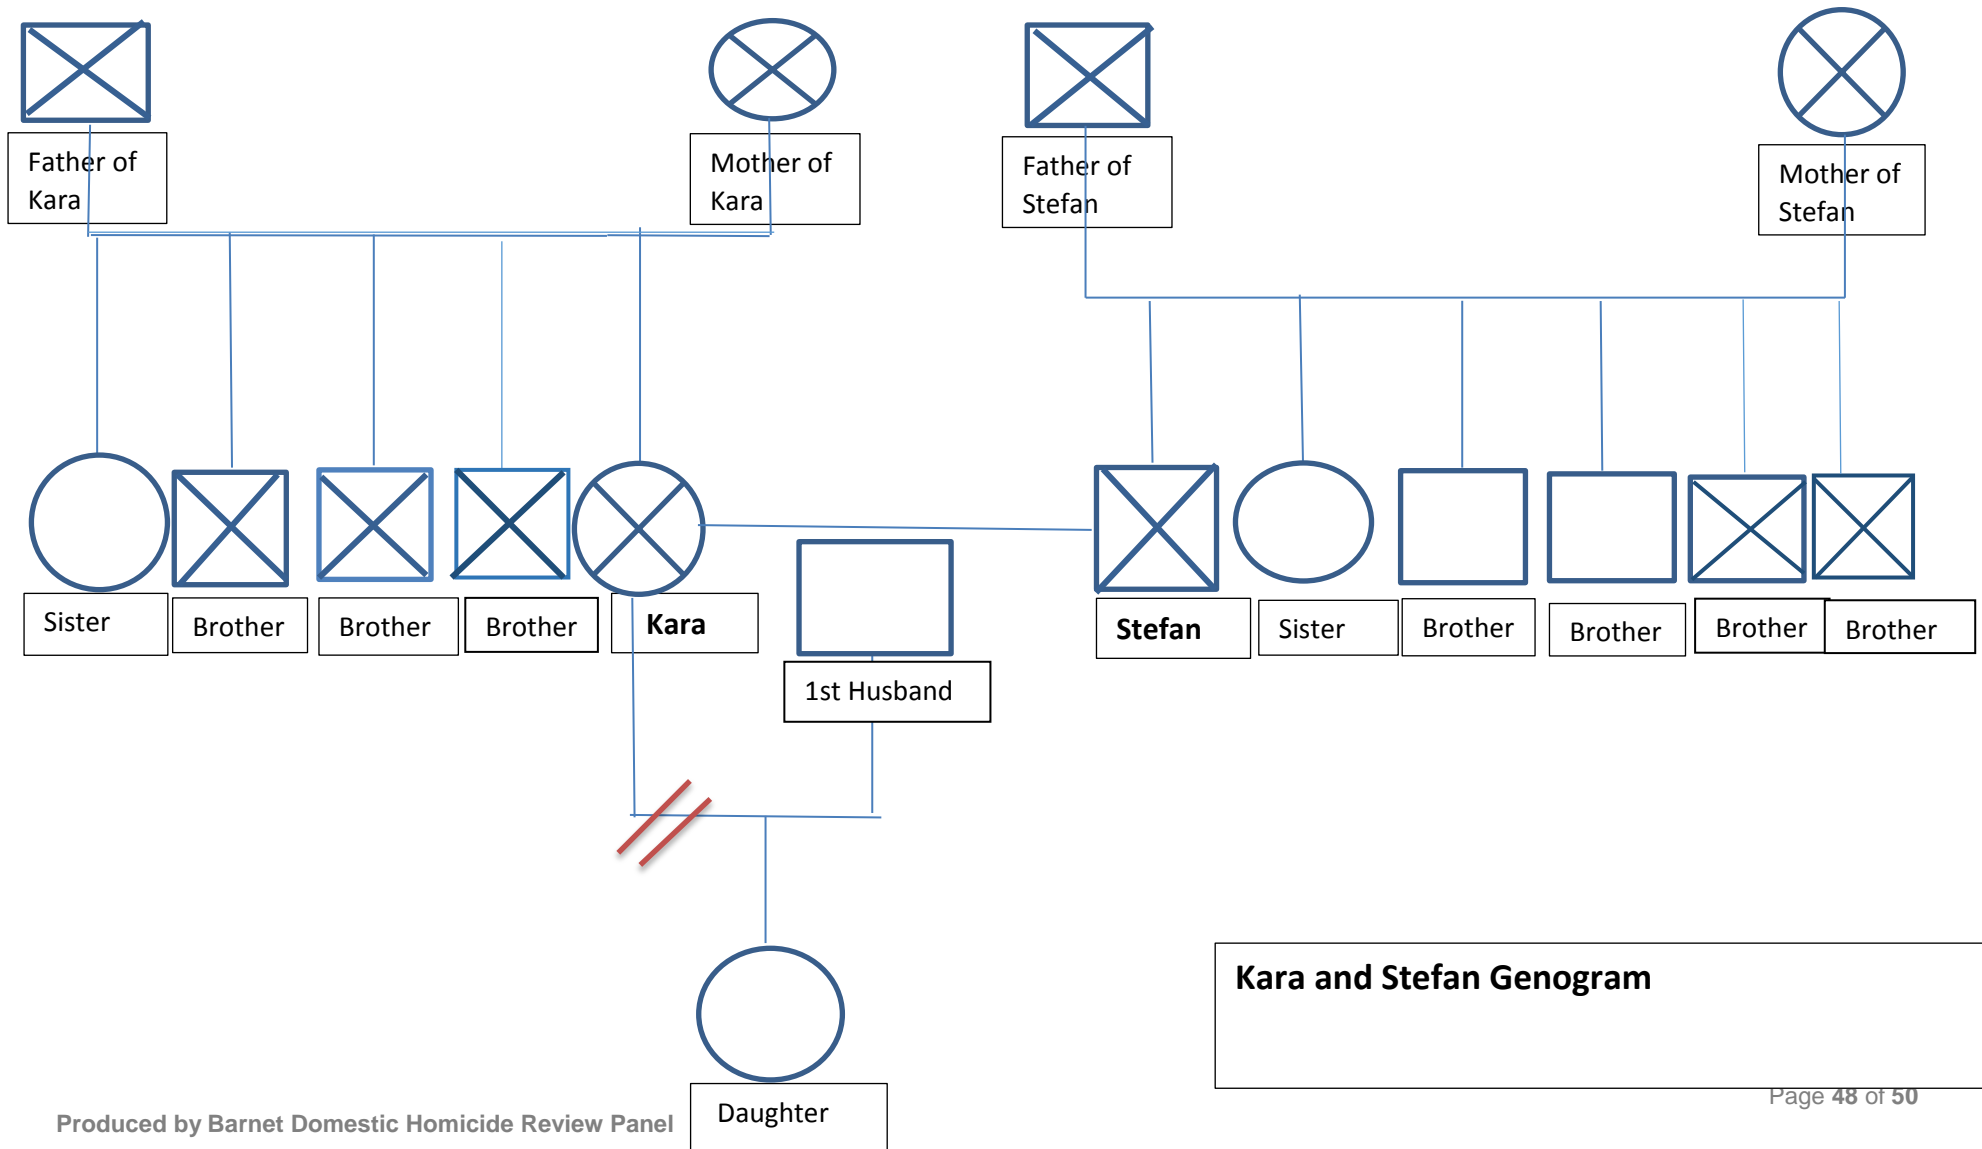 Father of
Kara
Mother of
Kara
Father of
Stefan
Mother of
Stefan
Sister
Brother
Brother
Brother
Kara
1st Husband
Stefan
Sister
Brother
Brother
Brother
Brother
Kara and Stefan Genogram
Daughter
Page 48 of 50
Produced by Barnet Domestic Homicide Review Panel